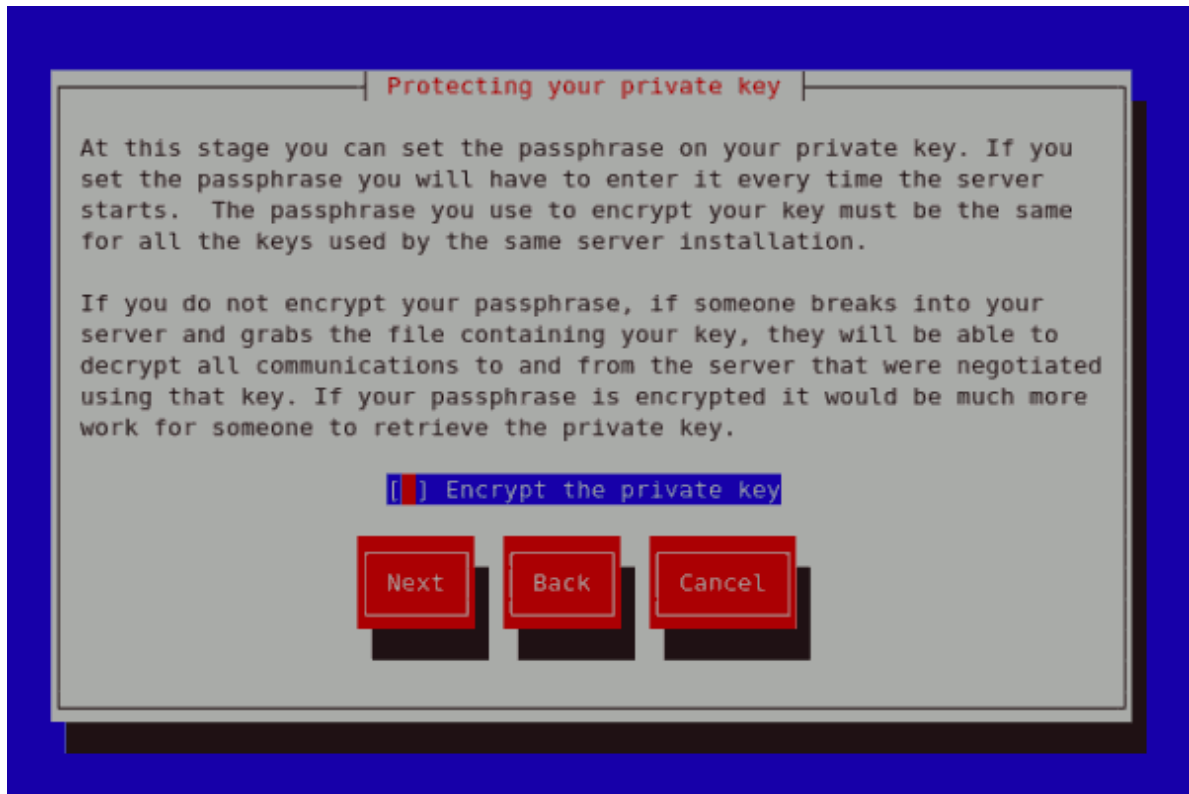 Protecting your private key
At this stage you can set the passphrase on your private key. If you
set the passphrase you will have to enter it every time the server
starts.  The passphrase you use to encrypt your key must be the same
for all the keys used by the same server installation.
If you do not encrypt your passphrase, if someone breaks into your
server and grabs the file containing your key, they will be able to
decrypt all communications to and from the server that were negotiated
using that key. If your passphrase is encrypted it would be much more
work for someone to retrieve the private key.
[ ] Encrypt the private key
Next Back Cancel